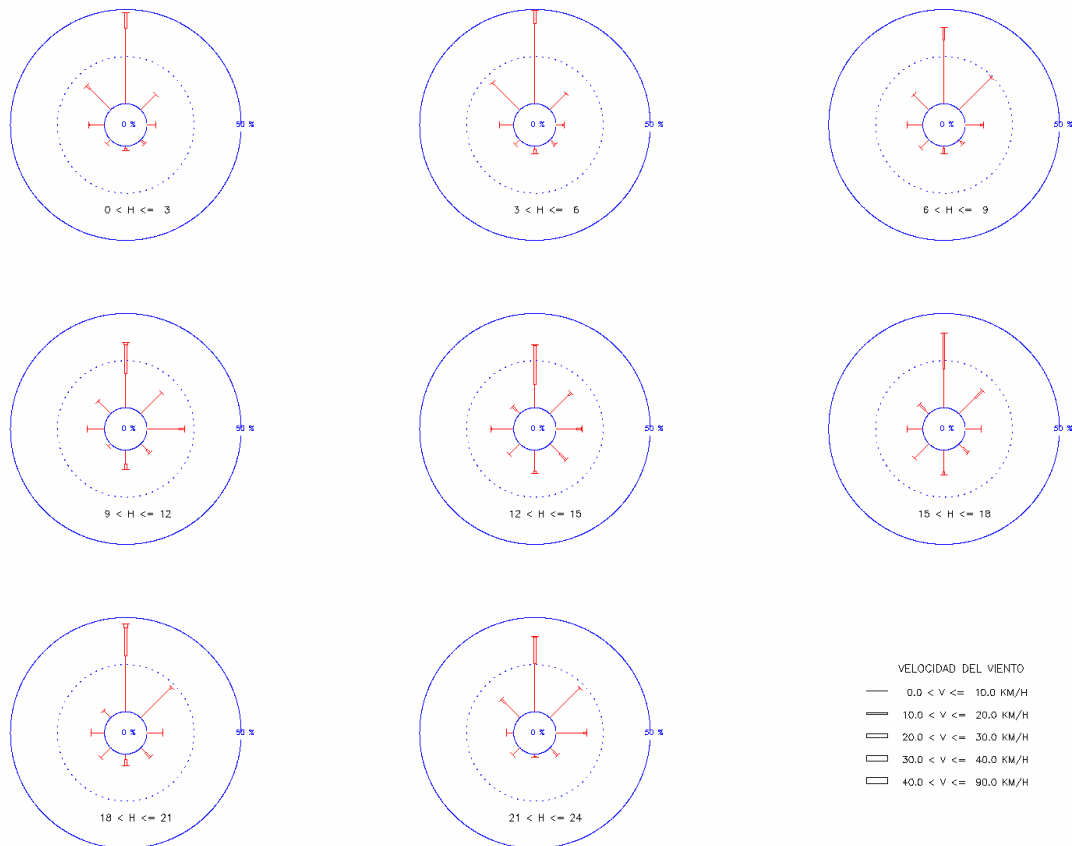 0 %
50 %
0 < H <= 3
0 %
50 %
3 < H <= 6
0 %
50 %
6 < H <= 9
0 %
50 %
9 < H <= 12
0 %
50 %
12 < H <= 15
0 %
50 %
15 < H <= 18
0 %
50 %
18 < H <= 21
0 %
50 %
21 < H <= 24
VELOCIDAD DEL VIENTO
0.0 < V <= 10.0 KM/H
10.0 < V <= 20.0 KM/H
20.0 < V <= 30.0 KM/H
30.0 < V <= 40.0 KM/H
40.0 < V <= 90.0 KM/H